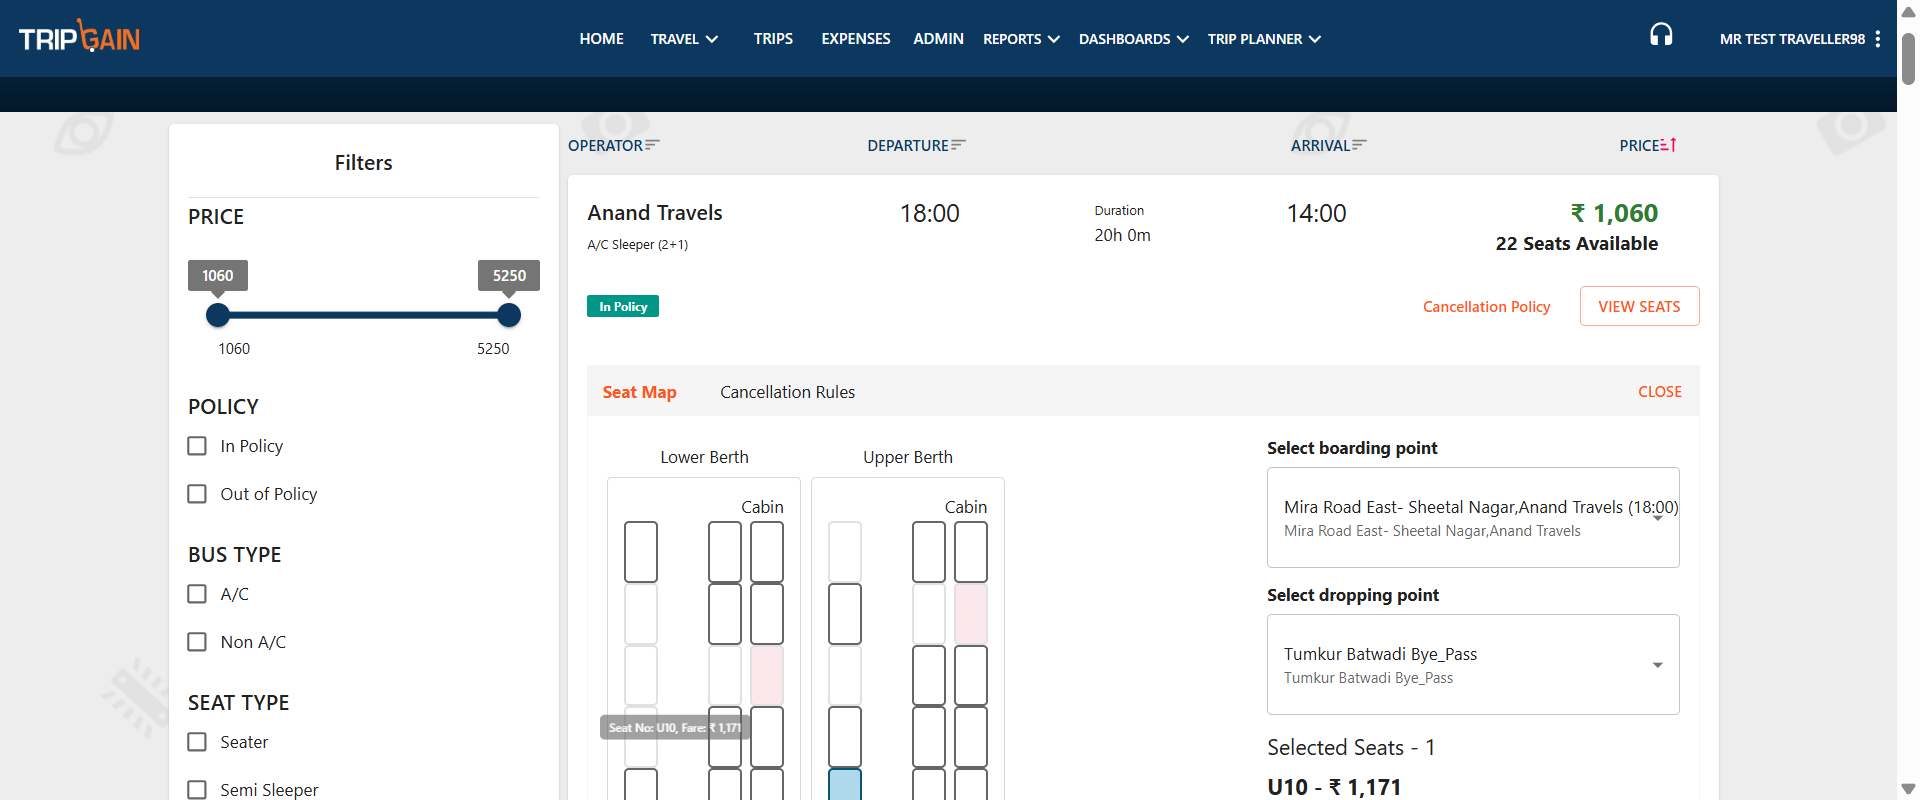 TRIPGAIN
HOME TRAVEL TRIPS EXPENSES ADMIN REPORTS DASHBOARDS TRIP PLANNER
MR TEST TRAVELLER98
Filters
PRICE
1060 5250
1060 5250
POLICY
In Policy
Out of Policy
BUS TYPE
A/C
Non A/C
SEAT TYPE
Seater
Semi Sleeper
OPERATOR DEPARTURE ARRIVAL PRICE
Anand Travels 18:00 Duration 14:00 ₹ 1,060
A/C Sleeper (2+1) 20h 0m 22 Seats Available
In Policy Cancellation Policy VIEW SEATS
Seat Map Cancellation Rules CLOSE
Lower Berth Upper Berth
Cabin Cabin
Seat No: U10, Fare: ₹ 1,171
Select boarding point
Mira Road East- Sheetal Nagar,Anand Travels (18:00)
Mira Road East- Sheetal Nagar,Anand Travels
Select dropping point
Tumkur Batwadi Bye_Pass
Tumkur Batwadi Bye_Pass
Selected Seats - 1
U10 - ₹ 1,171